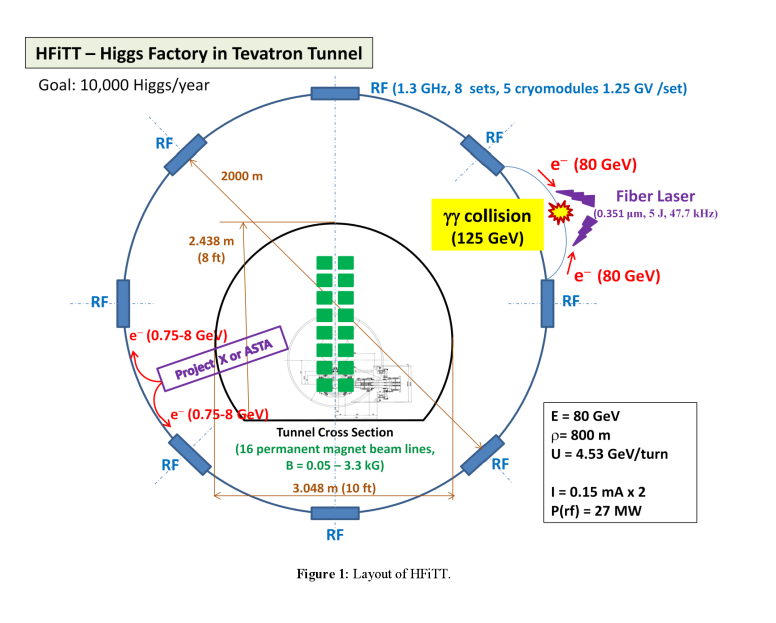 HFiTT – Higgs Factory in Tevatron Tunnel
Goal: 10,000 Higgs/year
RF (1.3 GHz, 8 sets, 5 cryomodules 1.25 GV /set)
RF
RF
e⁻ (80 GeV)
2000 m
Fiber Laser
(0.351 μm, 5 J, 47.7 kHz)
γγ collision
(125 GeV)
2.438 m
(8 ft)
e⁻ (80 GeV)
RF
RF
e⁻ (0.75-8 GeV)
Project X or ASTA
e⁻ (0.75-8 GeV)
Tunnel Cross Section
(16 permanent magnet beam lines,
B = 0.05 – 3.3 kG)
RF
RF
3.048 m (10 ft)
RF
E = 80 GeV
ρ= 800 m
U = 4.53 GeV/turn
I = 0.15 mA x 2
P(rf) = 27 MW
Figure 1: Layout of HFiTT.